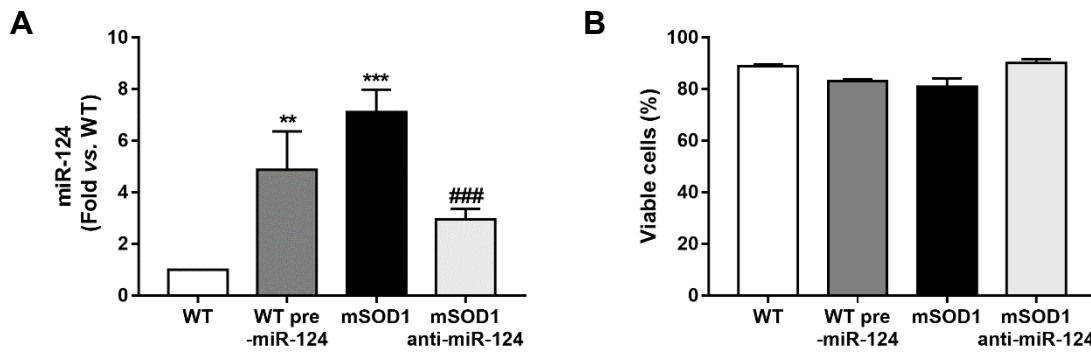 A
miR-124
(Fold vs. WT)
10
8
6
4
2
0
**
***
###
WT
WT pre
-miR-124
mSOD1
mSOD1
anti-miR-124
B
Viable cells (%)
100
80
60
40
20
0
WT
WT pre
-miR-124
mSOD1
mSOD1
anti-miR-124